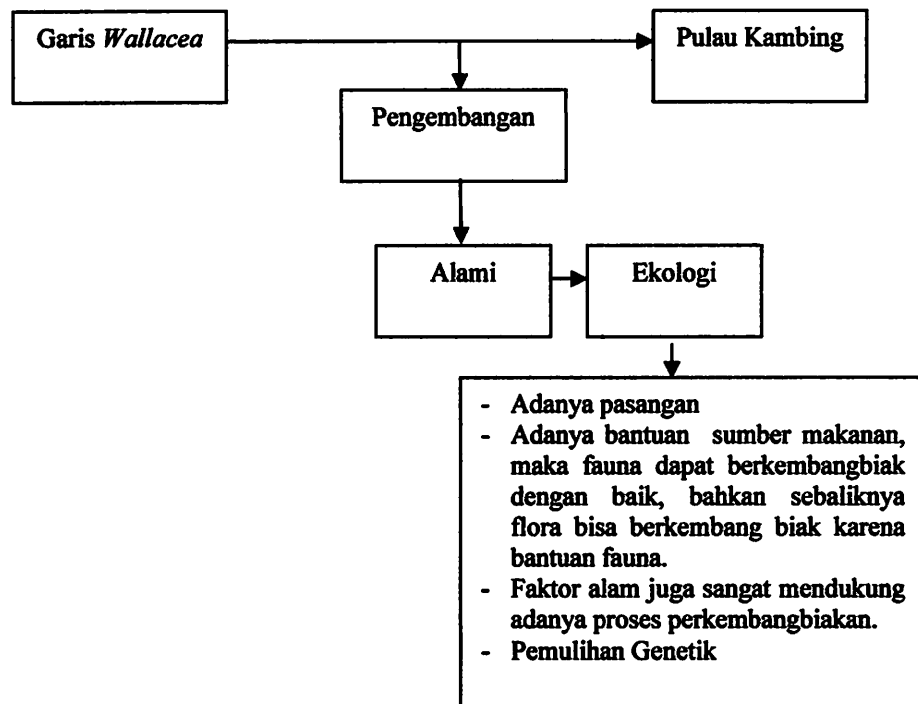 Garis Wallacea
Pulau Kambing
Pengembangan
Alami
Ekologi
- Adanya pasangan
- Adanya bantuan sumber makanan,
maka fauna dapat berkembangbiak
dengan baik, bahkan sebaliknya
flora bisa berkembang biak karena
bantuan fauna.
- Faktor alam juga sangat mendukung
adanya proses perkembangbiakan.
- Pemulihan Genetik